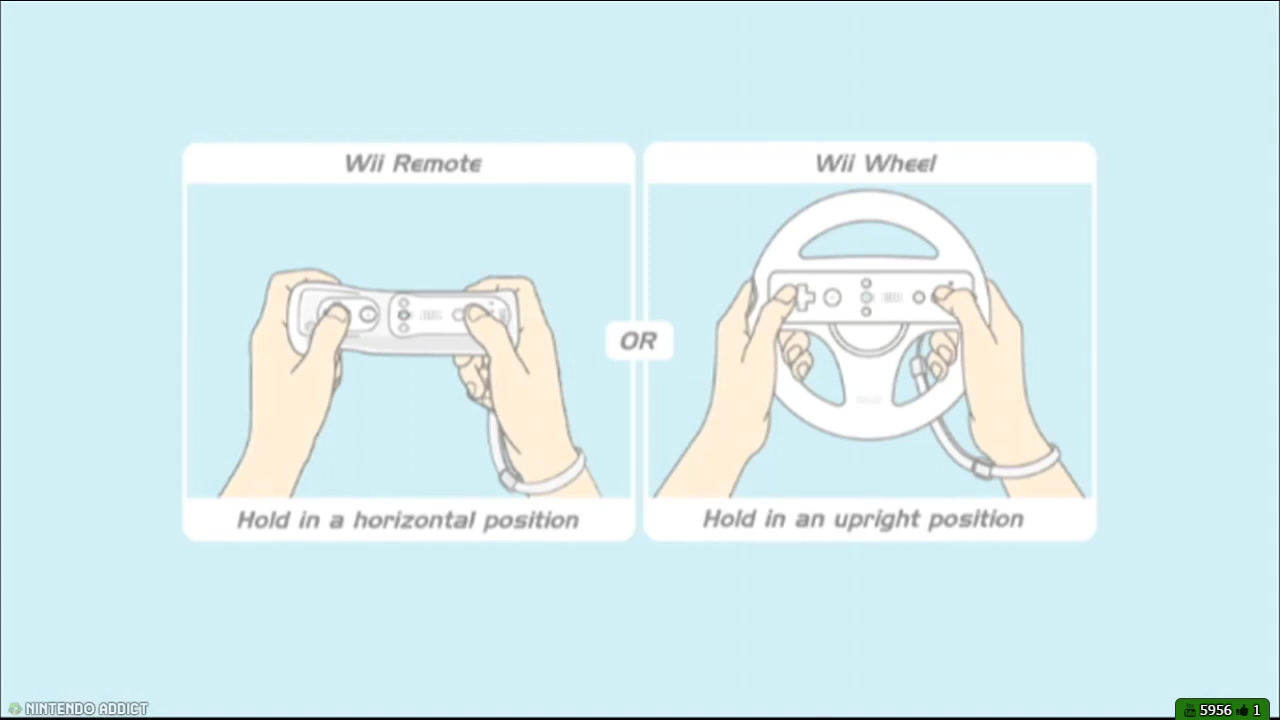 Wii Remote
Wii Wheel
OR
Hold in a horizontal position
Hold in an upright position
NINTENDO ADDICT
5956 1